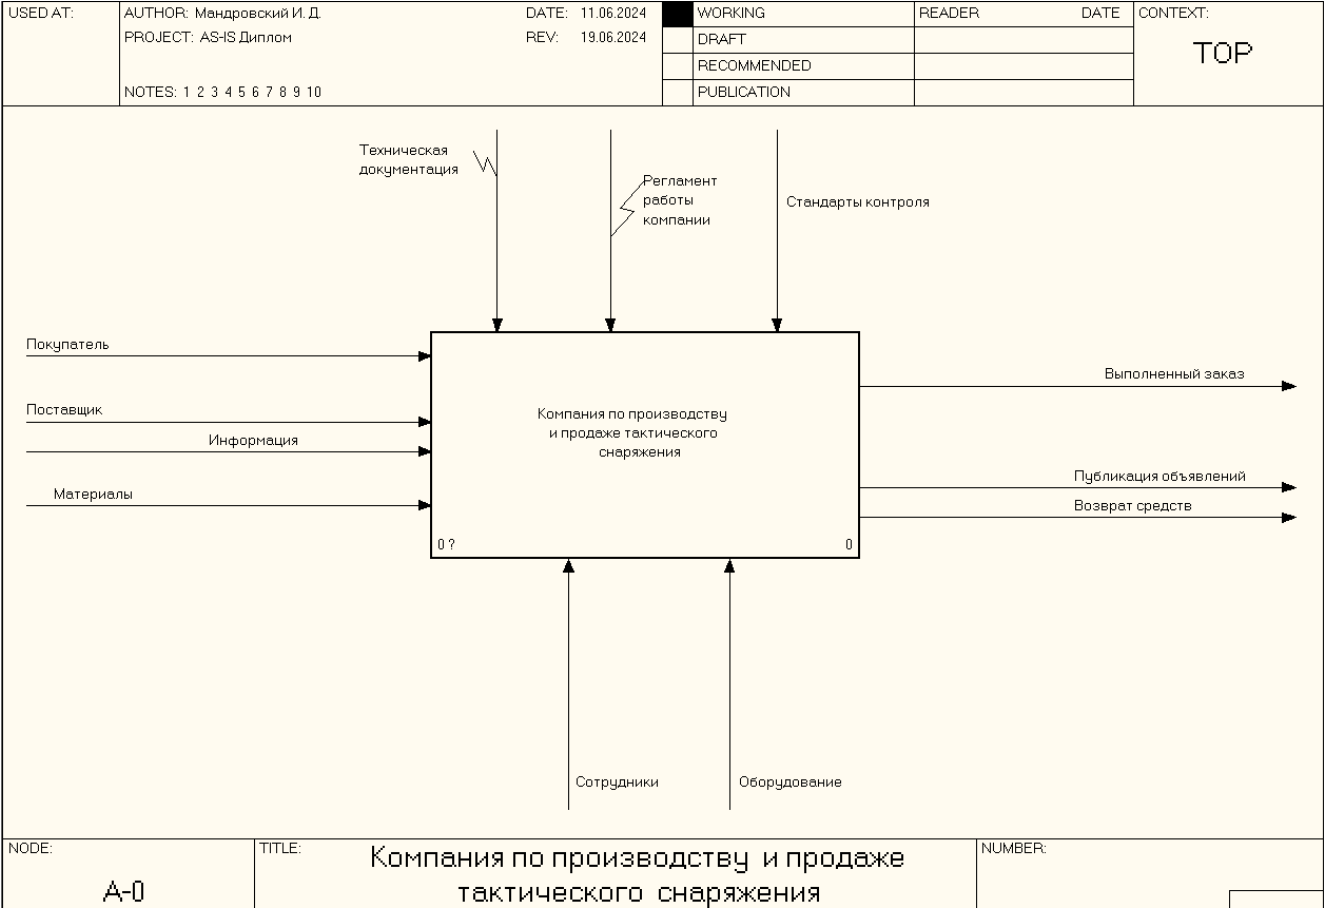 USED AT:
AUTHOR: Мандровский И. Д.
DATE: 11.06.2024
WORKING
READER
DATE
CONTEXT:
PROJECT: AS-IS Диплом
REV: 19.06.2024
DRAFT
TOP
RECOMMENDED
NOTES: 1 2 3 4 5 6 7 8 9 10
PUBLICATION
Техническая
документация
Регламент
работы
компании
Стандарты контроля
Покупатель
Поставщик
Информация
Материалы
Компания по производству
и продаже тактического
снаряжения
0 ?
0
Выполненный заказ
Публикация объявлений
Возврат средств
Сотрудники
Оборудование
NODE:
A-0
TITLE:
Компания по производству и продаже
тактического снаряжения
NUMBER: